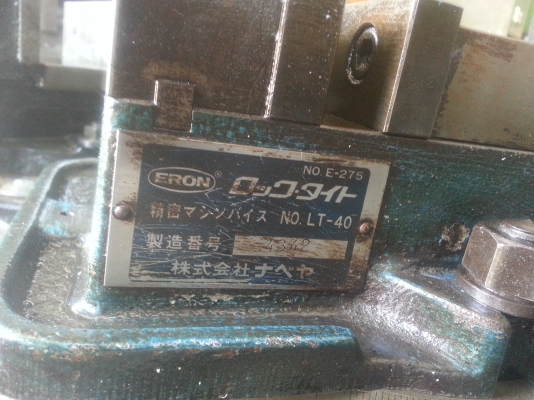 NO. E-275
ERON ロック・タイト
精密マシンバイス NO. LT-40
製造番号 4342
株式会社ナベヤ